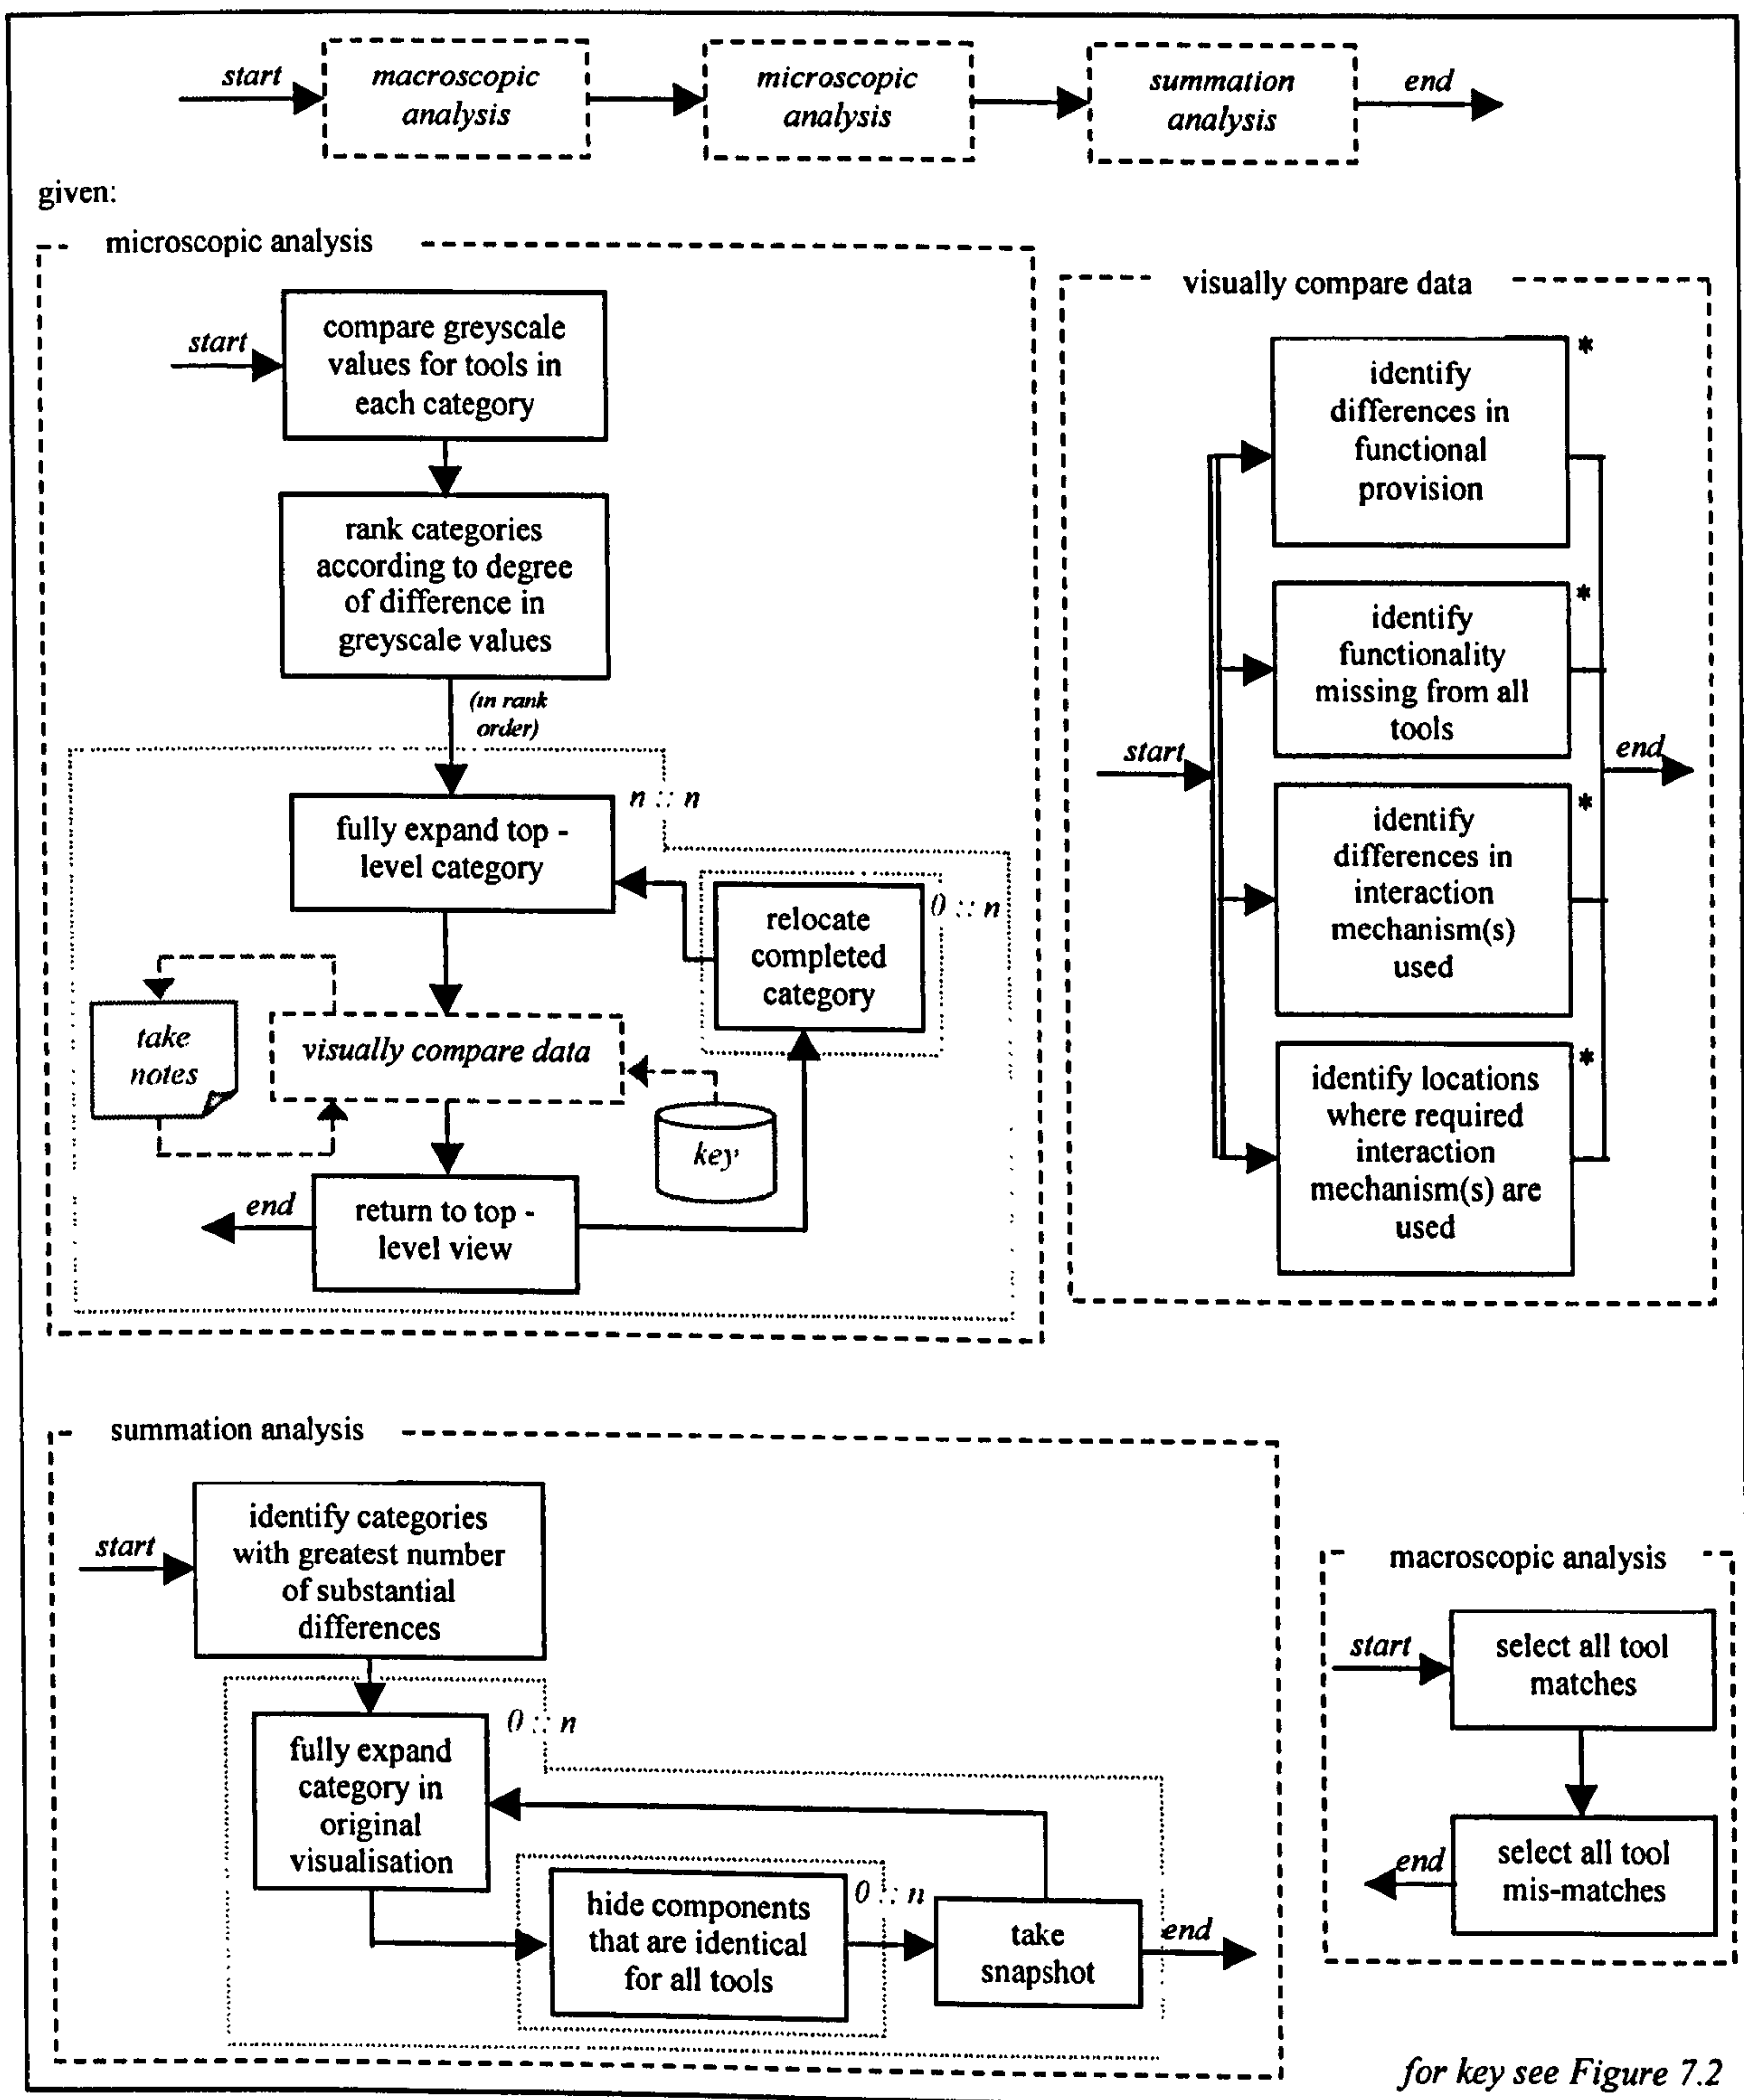 start
macroscopic
analysis
microscopic
analysis
summation
analysis
end
given:
microscopic analysis
start
compare greyscale
values for tools in
each category
rank categories
according to degree
of difference in
greyscale values
(in rank
order)
n :: n
fully expand top -
level category
0 :: n
relocate
completed
category
take
notes
visually compare data
key
end
return to top -
level view
visually compare data
start
*
identify
differences in
functional
provision
*
identify
functionality
missing from all
tools
*
identify
differences in
interaction
mechanism(s)
used
*
identify locations
where required
interaction
mechanism(s) are
used
end
summation analysis
start
identify categories
with greatest number
of substantial
differences
0 :: n
fully expand
category in
original
visualisation
0 :: n
hide components
that are identical
for all tools
take
snapshot
end
macroscopic analysis
start
select all tool
matches
end
select all tool
mis-matches
for key see Figure 7.2